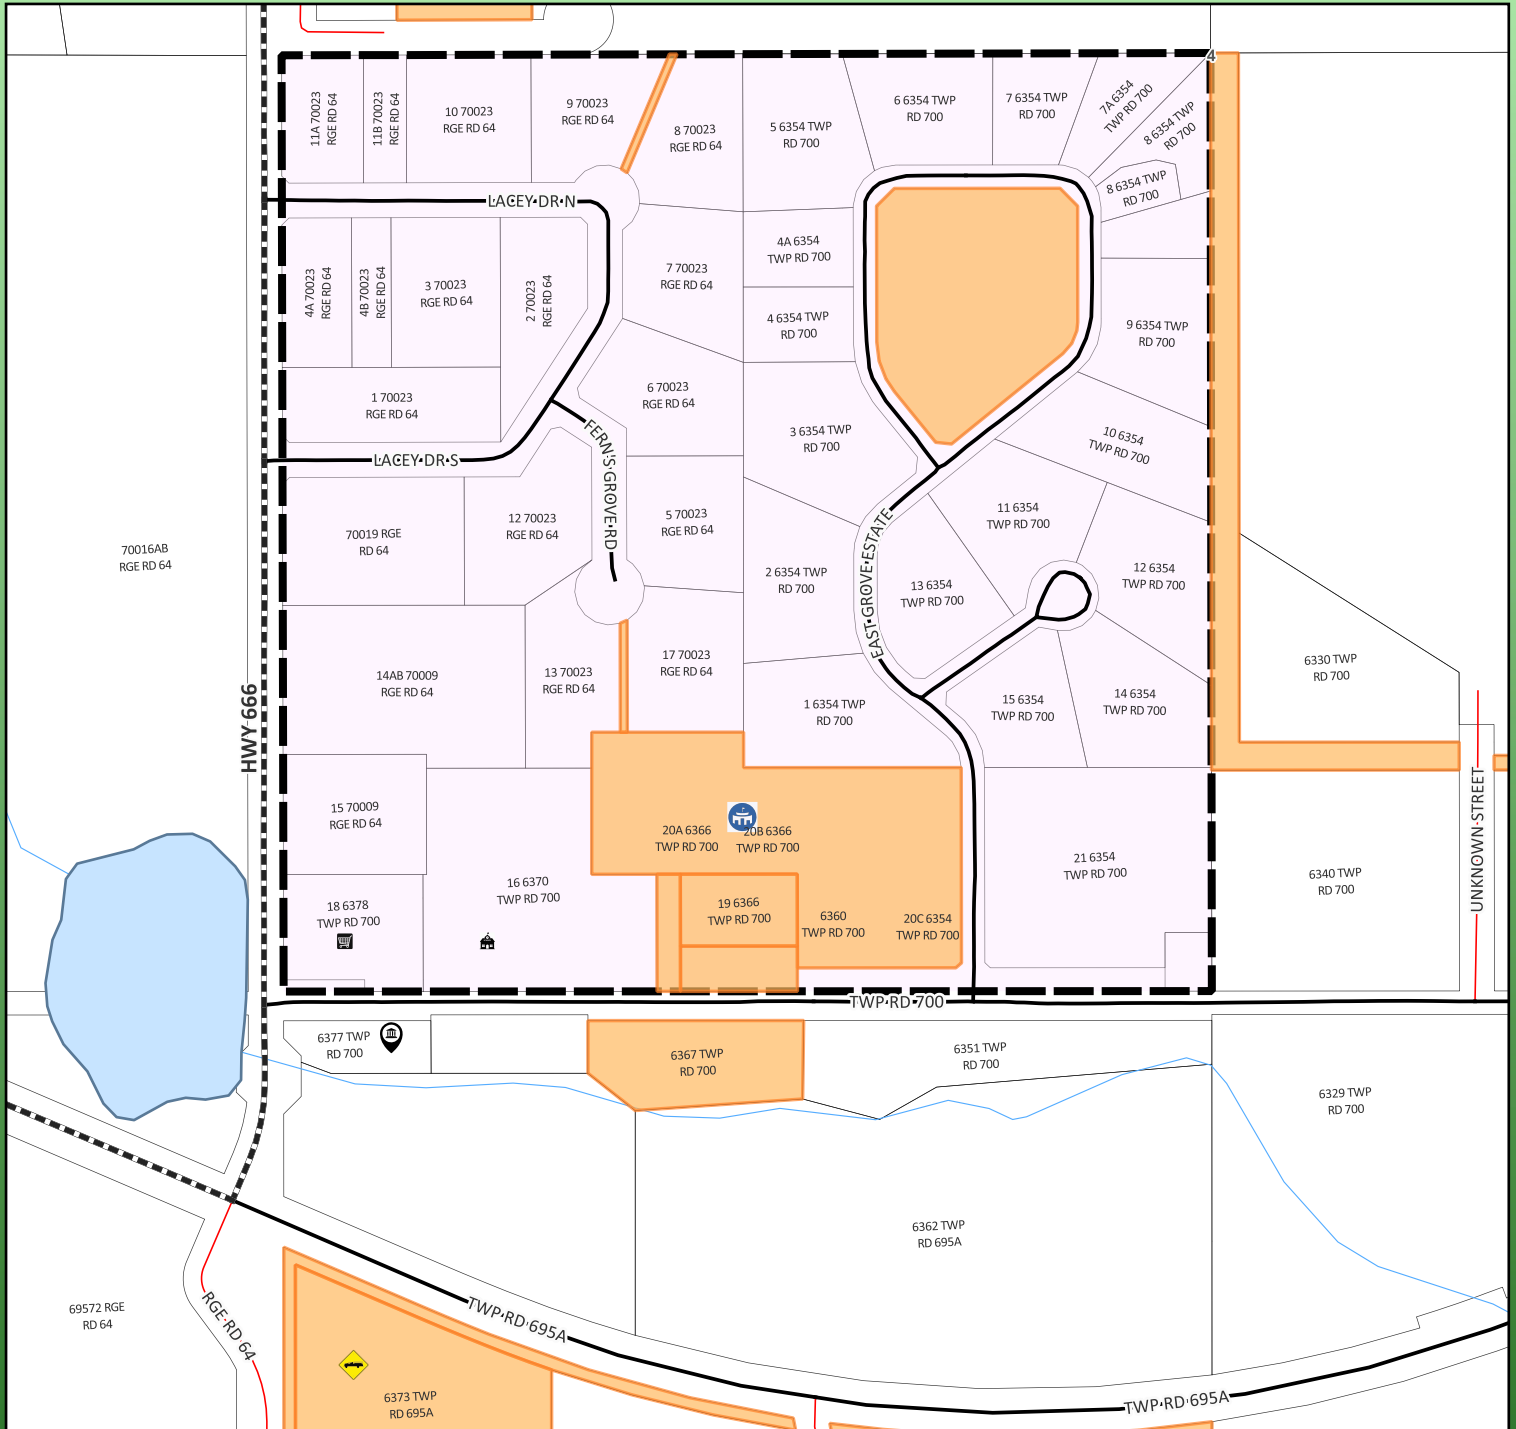 4
11A 70023
RGE RD 64
11B 70023
RGE RD 64
10 70023
RGE RD 64
9 70023
RGE RD 64
8 70023
RGE RD 64
5 6354 TWP
RD 700
6 6354 TWP
RD 700
7 6354 TWP
RD 700
7A 6354
TWP RD 700
8 6354 TWP
RD 700
8 6354 TWP
RD 700
LACEY DR N
4A 70023
RGE RD 64
4B 70023
RGE RD 64
3 70023
RGE RD 64
2 70023
RGE RD 64
7 70023
RGE RD 64
4A 6354
TWP RD 700
4 6354 TWP
RD 700
9 6354 TWP
RD 700
1 70023
RGE RD 64
6 70023
RGE RD 64
3 6354 TWP
RD 700
10 6354
TWP RD 700
LACEY DR S
FERN'S GROVE RD
70019 RGE
RD 64
12 70023
RGE RD 64
5 70023
RGE RD 64
11 6354
TWP RD 700
EAST GROVE ESTATE
70016AB
RGE RD 64
2 6354 TWP
RD 700
13 6354
TWP RD 700
12 6354
TWP RD 700
14AB 70009
RGE RD 64
13 70023
RGE RD 64
17 70023
RGE RD 64
1 6354 TWP
RD 700
15 6354
TWP RD 700
14 6354
TWP RD 700
6330 TWP
RD 700
HWY 666
15 70009
RGE RD 64
20A 6366
TWP RD 700
20B 6366
TWP RD 700
21 6354
TWP RD 700
6340 TWP
RD 700
UNKNOWN STREET
18 6378
TWP RD 700
16 6370
TWP RD 700
19 6366
TWP RD 700
6360
TWP RD 700
20C 6354
TWP RD 700
TWP RD 700
6377 TWP
RD 700
6367 TWP
RD 700
6351 TWP
RD 700
6329 TWP
RD 700
6362 TWP
RD 695A
69572 RGE
RD 64
RGE RD 64
TWP RD 695A
6373 TWP
RD 695A
TWP RD 695A